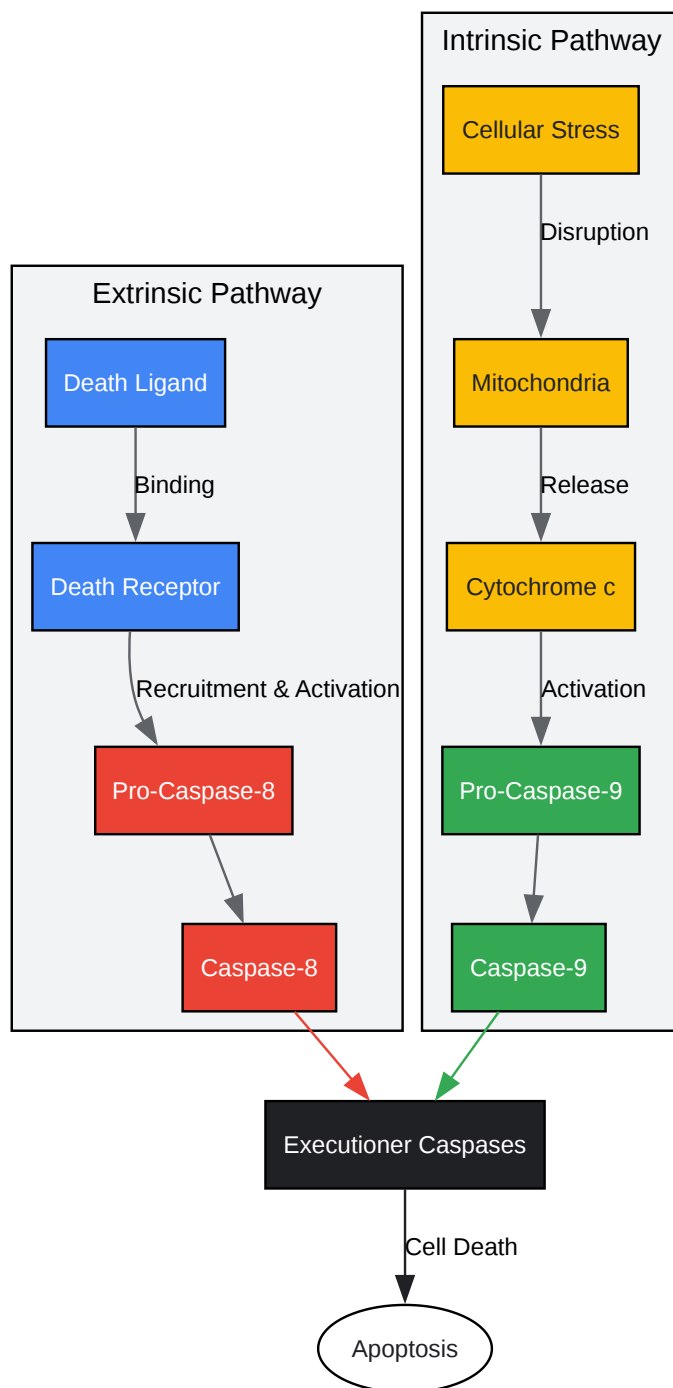 Intrinsic Pathway
Cellular Stress
Disruption
Mitochondria
Release
Cytochrome c
Activation
Pro-Caspase-9
Caspase-9
Extrinsic Pathway
Death Ligand
Binding
Death Receptor
Recruitment & Activation
Pro-Caspase-8
Caspase-8
Executioner Caspases
Cell Death
Apoptosis